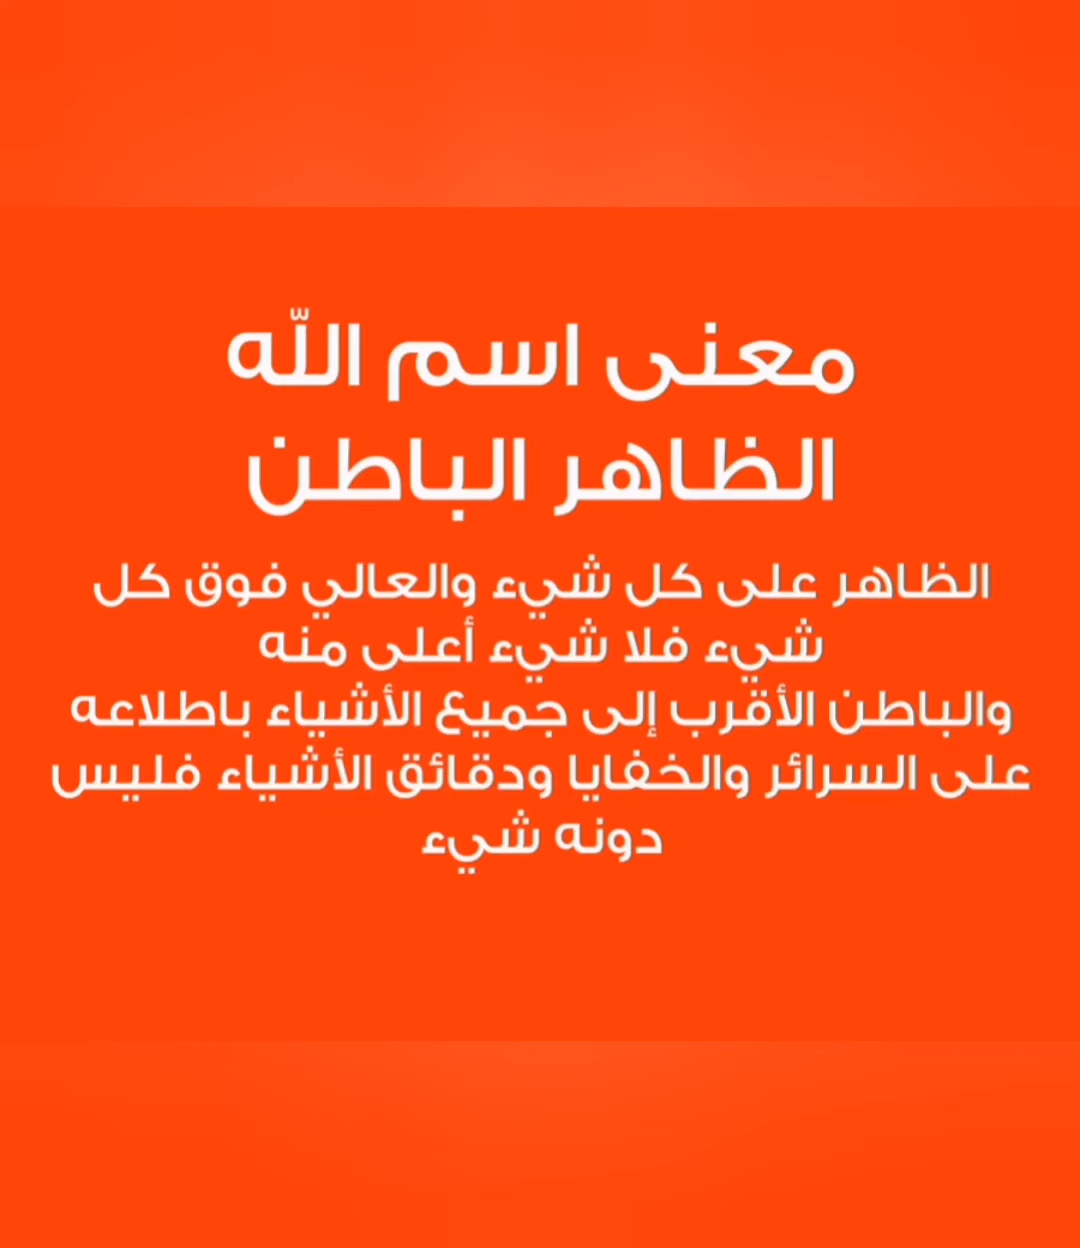 معنى اسم اللّه
الظاهر الباطن
الظاهر على كل شيء والعالي فوق كل
شيء فلا شيء أعلى منه
والباطن الأقرب إلى جميع الأشياء باطلاعه
على السرائر والخفايا ودقائق الأشياء فليس
دونه شيء